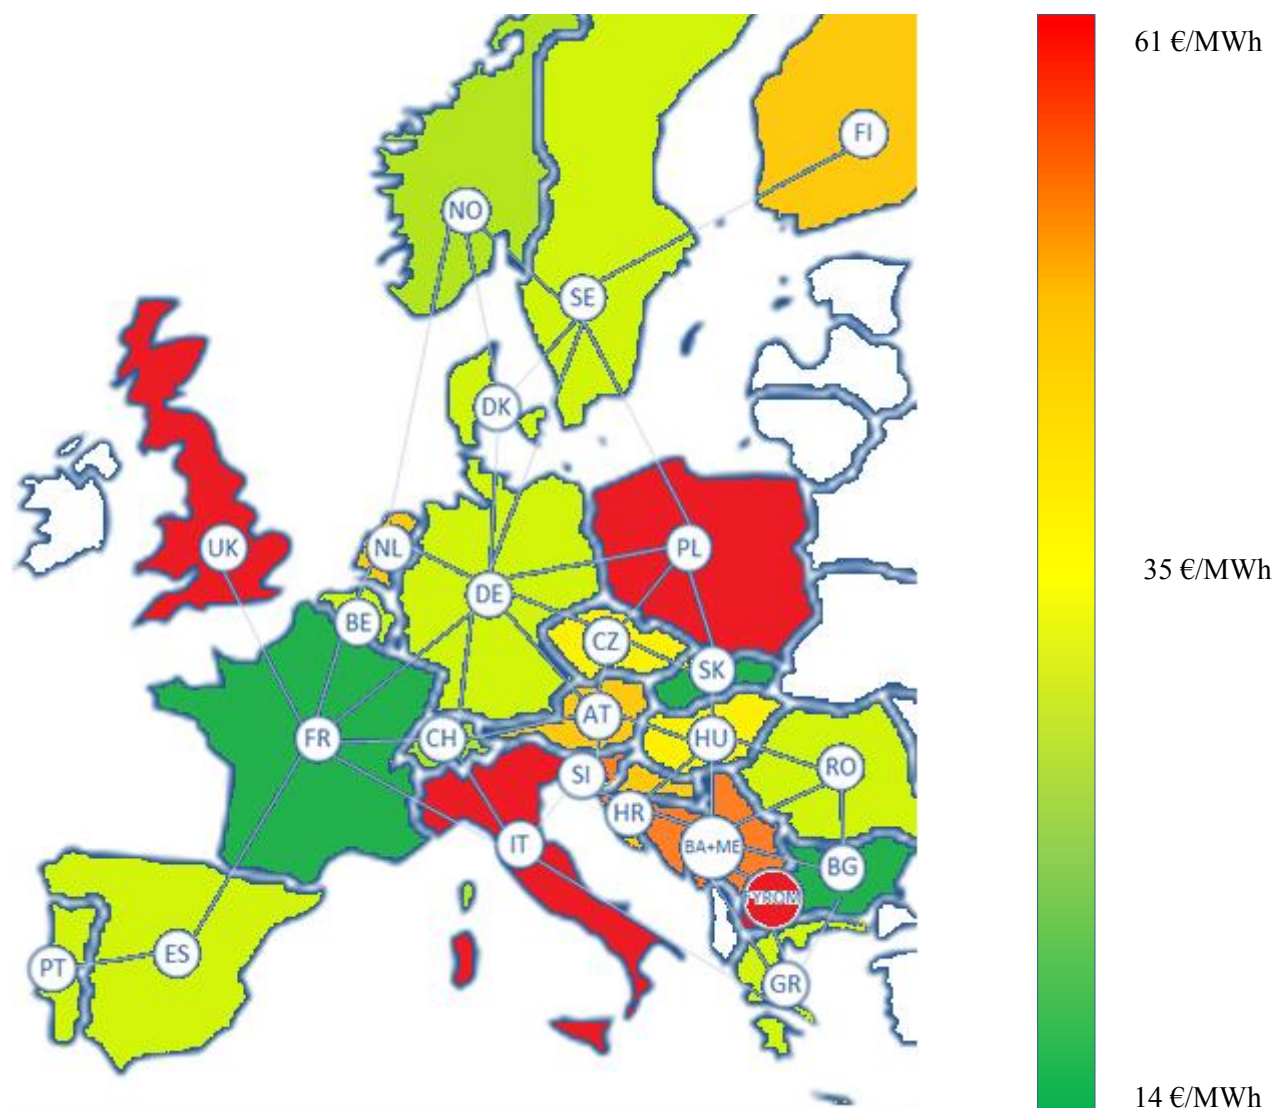 61 €/MWh
FI
NO
SE
DK
UK
NL
PL
35 €/MWh
DE
BE
CZ
SK
AT
FR
CH
HU
RO
SI
HR
IT
BA+ME
BG
FYROM
ES
PT
GR
14 €/MWh